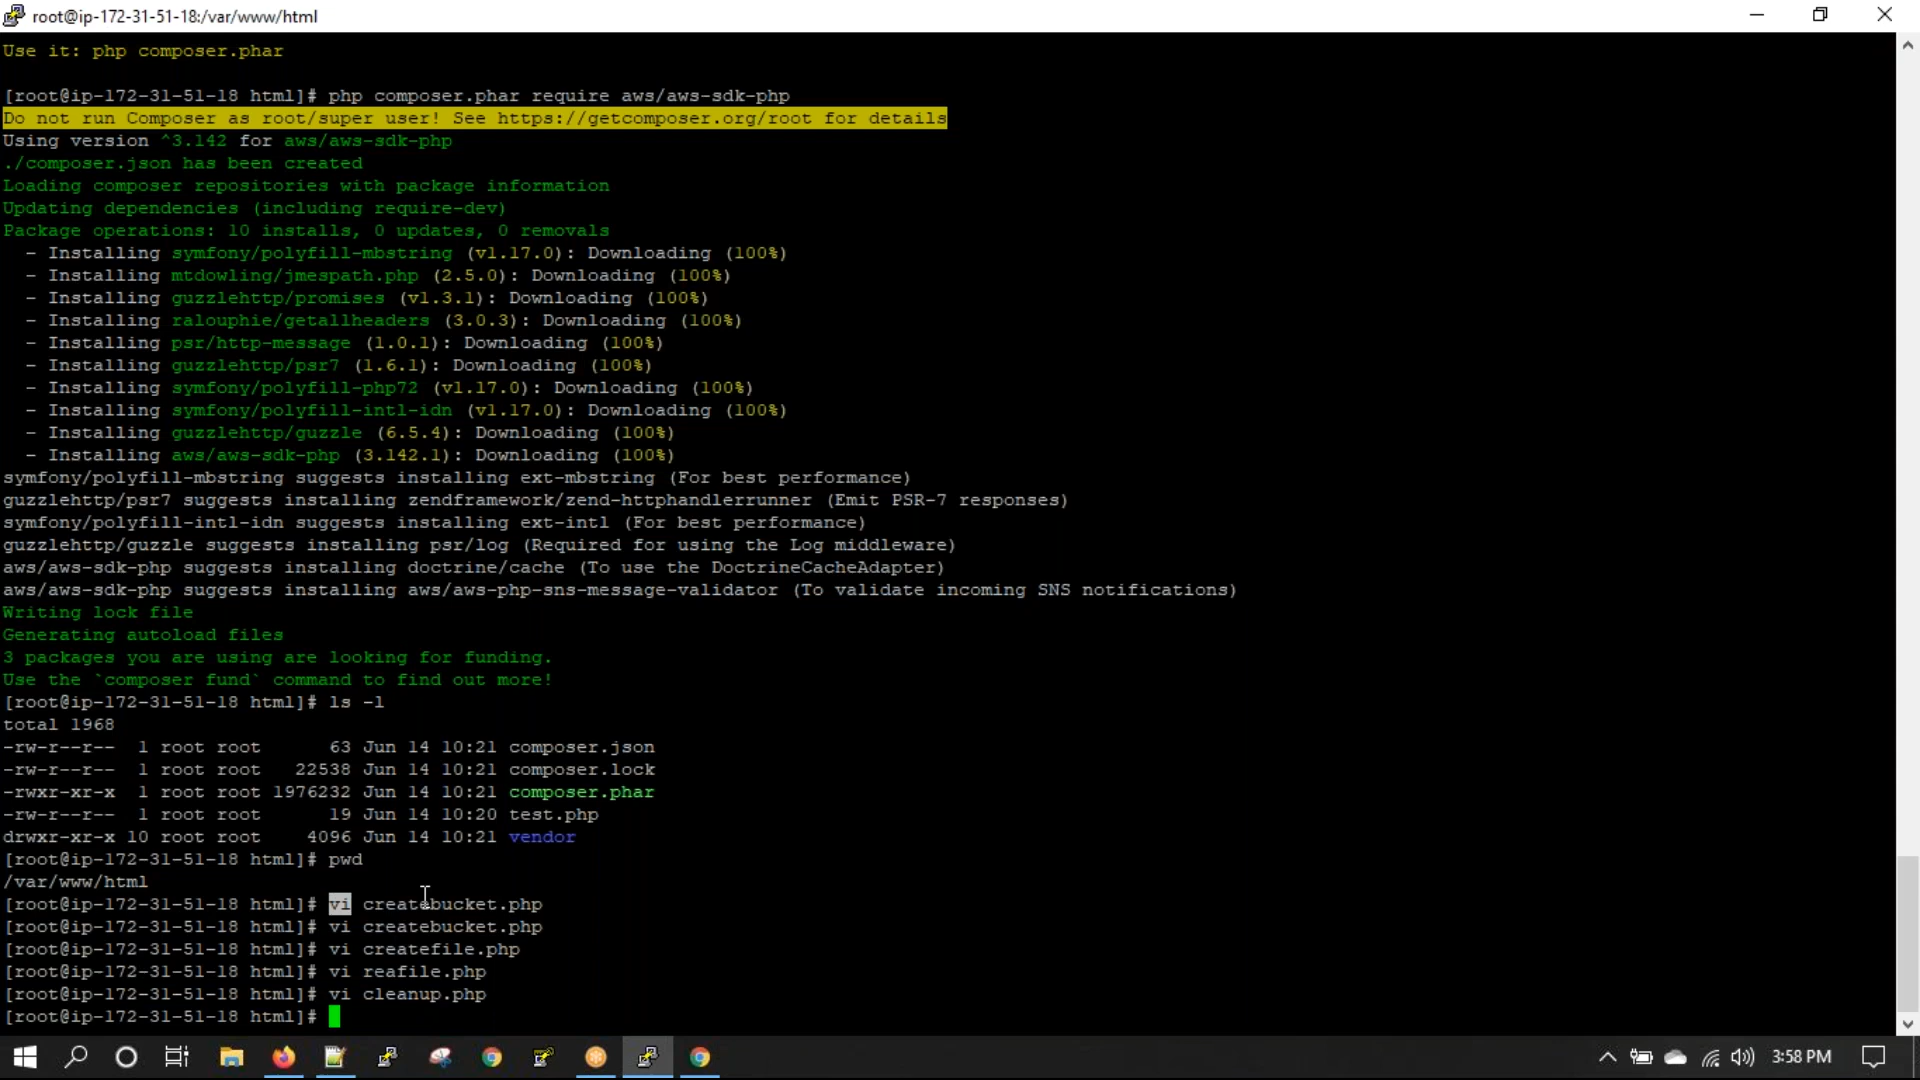 root@ip-172-31-51-18:/var/www/html
Use it: php composer.phar
[root@ip-172-31-51-18 html]# php composer.phar require aws/aws-sdk-php
Do not run Composer as root/super user! See https://getcomposer.org/root for details
Using version ^3.142 for aws/aws-sdk-php
./composer.json has been created
Loading composer repositories with package information
Updating dependencies (including require-dev)
Package operations: 10 installs, 0 updates, 0 removals
- Installing symfony/polyfill-mbstring (v1.17.0): Downloading (100%)
- Installing mtdowling/jmespath.php (2.5.0): Downloading (100%)
- Installing guzzlehttp/promises (v1.3.1): Downloading (100%)
- Installing ralouphie/getallheaders (3.0.3): Downloading (100%)
- Installing psr/http-message (1.0.1): Downloading (100%)
- Installing guzzlehttp/psr7 (1.6.1): Downloading (100%)
- Installing symfony/polyfill-php72 (v1.17.0): Downloading (100%)
- Installing symfony/polyfill-intl-idn (v1.17.0): Downloading (100%)
- Installing guzzlehttp/guzzle (6.5.4): Downloading (100%)
- Installing aws/aws-sdk-php (3.142.1): Downloading (100%)
symfony/polyfill-mbstring suggests installing ext-mbstring (For best performance)
guzzlehttp/psr7 suggests installing zendframework/zend-httphandlerrunner (Emit PSR-7 responses)
symfony/polyfill-intl-idn suggests installing ext-intl (For best performance)
guzzlehttp/guzzle suggests installing psr/log (Required for using the Log middleware)
aws/aws-sdk-php suggests installing doctrine/cache (To use the DoctrineCacheAdapter)
aws/aws-sdk-php suggests installing aws/aws-php-sns-message-validator (To validate incoming SNS notifications)
Writing lock file
Generating autoload files
3 packages you are using are looking for funding.
Use the `composer fund` command to find out more!
[root@ip-172-31-51-18 html]# ls -l
total 1968
-rw-r--r-- 1 root root 63 Jun 14 10:21 composer.json
-rw-r--r-- 1 root root 22538 Jun 14 10:21 composer.lock
-rwxr-xr-x 1 root root 1976232 Jun 14 10:21 composer.phar
-rw-r--r-- 1 root root 19 Jun 14 10:20 test.php
drwxr-xr-x 10 root root 4096 Jun 14 10:21 vendor
[root@ip-172-31-51-18 html]# pwd
/var/www/html
[root@ip-172-31-51-18 html]# vi createbucket.php
[root@ip-172-31-51-18 html]# vi createbucket.php
[root@ip-172-31-51-18 html]# vi createfile.php
[root@ip-172-31-51-18 html]# vi reafile.php
[root@ip-172-31-51-18 html]# vi cleanup.php
[root@ip-172-31-51-18 html]#
3:58 PM